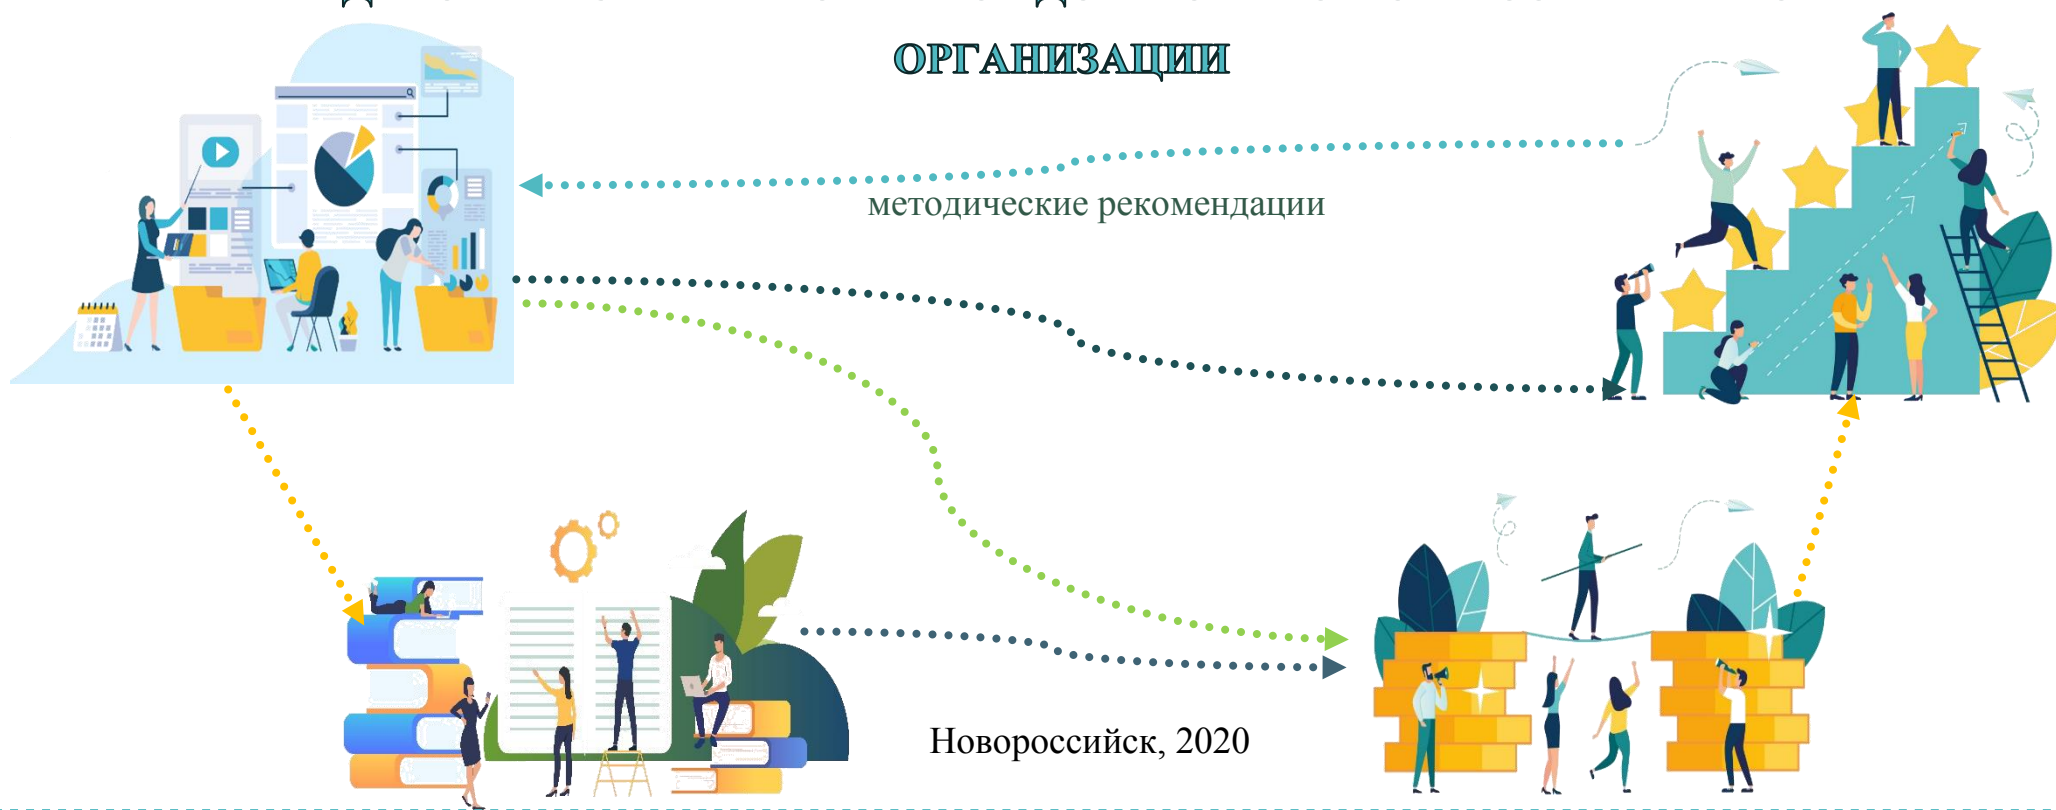 ОРГАНИЗАЦИИ
методические рекомендации
Новороссийск, 2020